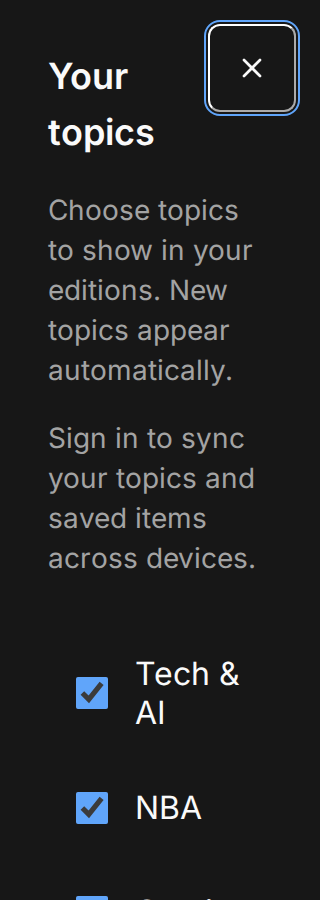 Your
topics
Choose topics
to show in your
editions. New
topics appear
automatically.
Sign in to sync
your topics and
saved items
across devices.
Tech &
AI
NBA